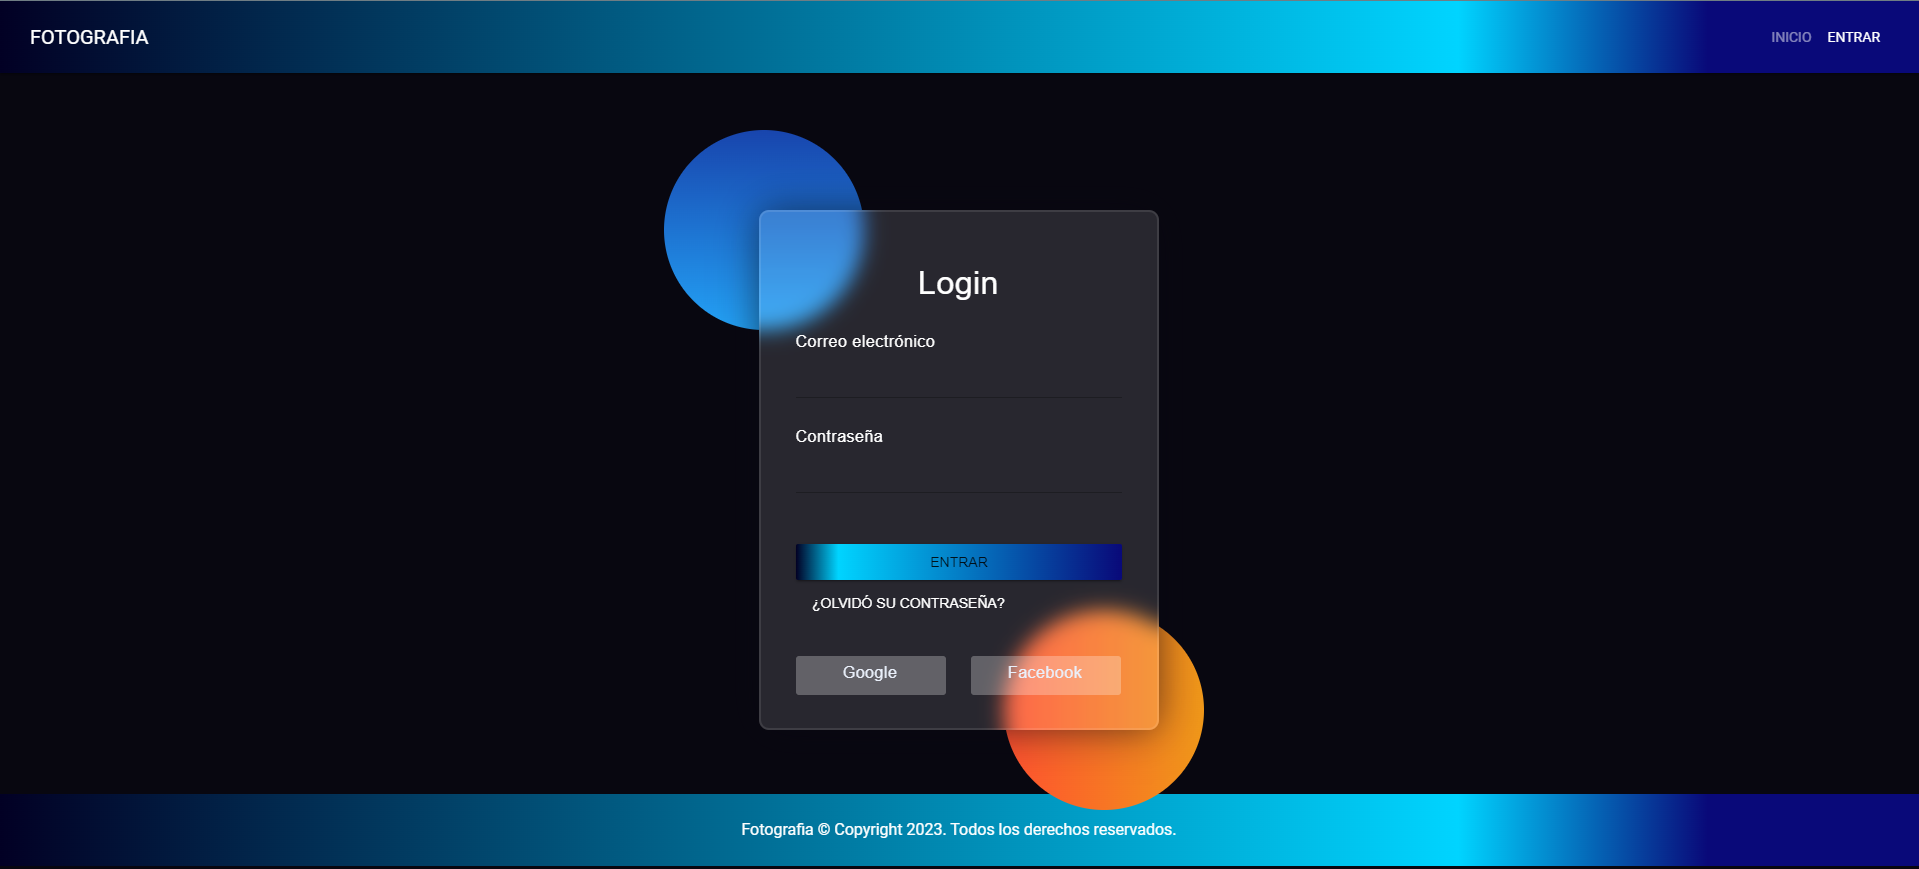 FOTOGRAFIA
INICIO ENTRAR
Login
Correo electrónico
Contraseña
ENTRAR
¿OLVIDÓ SU CONTRASEÑA?
Google Facebook
Fotografia © Copyright 2023. Todos los derechos reservados.